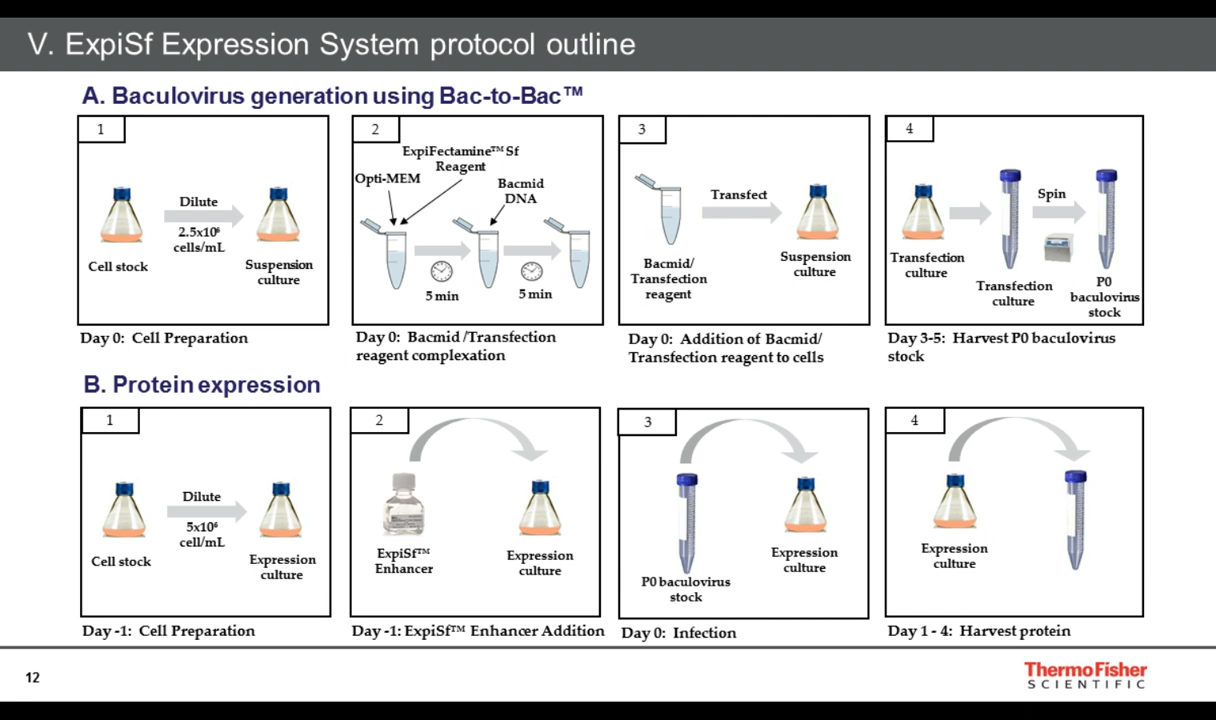 V. ExpiSf Expression System protocol outline
A. Baculovirus generation using Bac-to-Bac™
1
Dilute
2.5x10⁶
cells/mL
Cell stock
Suspension
culture
Day 0: Cell Preparation
2
ExpiFectamine™ Sf
Reagent
Opti-MEM
Bacmid
DNA
5 min
5 min
Day 0: Bacmid /Transfection
reagent complexation
3
Transfect
Bacmid/
Transfection
reagent
Suspension
culture
Day 0: Addition of Bacmid/
Transfection reagent to cells
4
Spin
Transfection
culture
Transfection
culture
P0
baculovirus
stock
Day 3-5: Harvest P0 baculovirus
stock
B. Protein expression
1
Dilute
5x10⁶
cell/mL
Cell stock
Expression
culture
Day -1: Cell Preparation
2
ExpiSf™
Enhancer
Expression
culture
Day -1: ExpiSf™ Enhancer Addition
3
P0 baculovirus
stock
Expression
culture
Day 0: Infection
4
Expression
culture
Day 1 - 4: Harvest protein
12
ThermoFisher
SCIENTIFIC